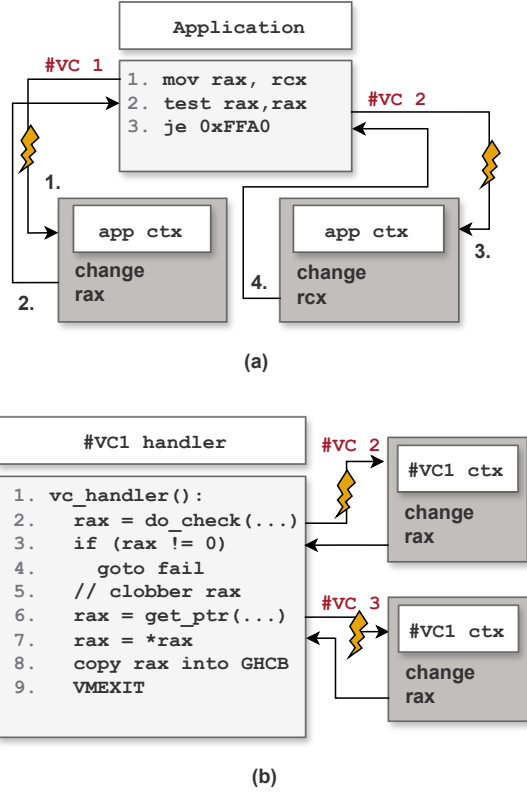 Application
#VC 1
1. mov rax, rcx
2. test rax,rax
3. je 0xFFA0
#VC 2
1.
app ctx
change
rax
2.
app ctx
change
rcx
3.
4.
(a)
#VC1 handler
1. vc_handler():
2. rax = do_check(...)
3. if (rax != 0)
4. goto fail
5. // clobber rax
6. rax = get_ptr(...)
7. rax = *rax
8. copy rax into GHCB
9. VMEXIT
#VC 2
#VC1 ctx
change
rax
#VC 3
#VC1 ctx
change
rax
(b)